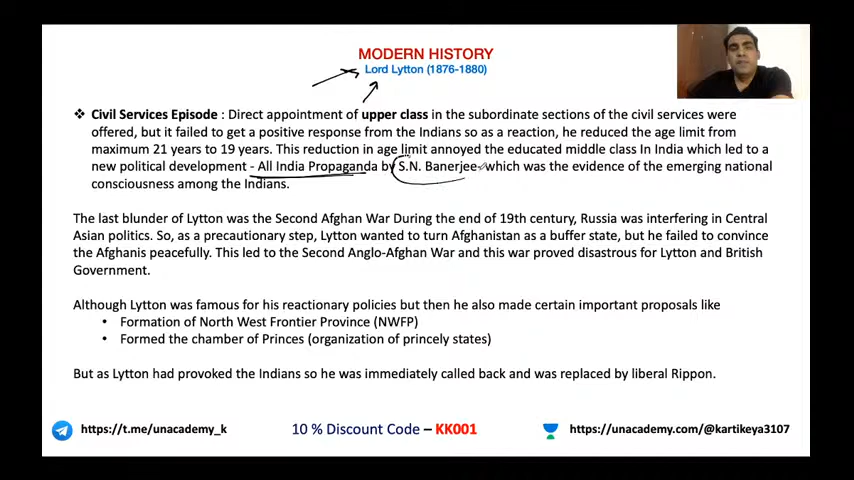 MODERN HISTORY
Lord Lytton (1876-1880)
❖ Civil Services Episode : Direct appointment of upper class in the subordinate sections of the civil services were
offered, but it failed to get a positive response from the Indians so as a reaction, he reduced the age limit from
maximum 21 years to 19 years. This reduction in age limit annoyed the educated middle class In India which led to a
new political development - All India Propaganda by S.N. Banerjee which was the evidence of the emerging national
consciousness among the Indians.
The last blunder of Lytton was the Second Afghan War During the end of 19th century, Russia was interfering in Central
Asian politics. So, as a precautionary step, Lytton wanted to turn Afghanistan as a buffer state, but he failed to convince
the Afghanis peacefully. This led to the Second Anglo-Afghan War and this war proved disastrous for Lytton and British
Government.
Although Lytton was famous for his reactionary policies but then he also made certain important proposals like
• Formation of North West Frontier Province (NWFP)
• Formed the chamber of Princes (organization of princely states)
But as Lytton had provoked the Indians so he was immediately called back and was replaced by liberal Rippon.
https://t.me/unacademy_k
10 % Discount Code – KK001
https://unacademy.com/@kartikeya3107